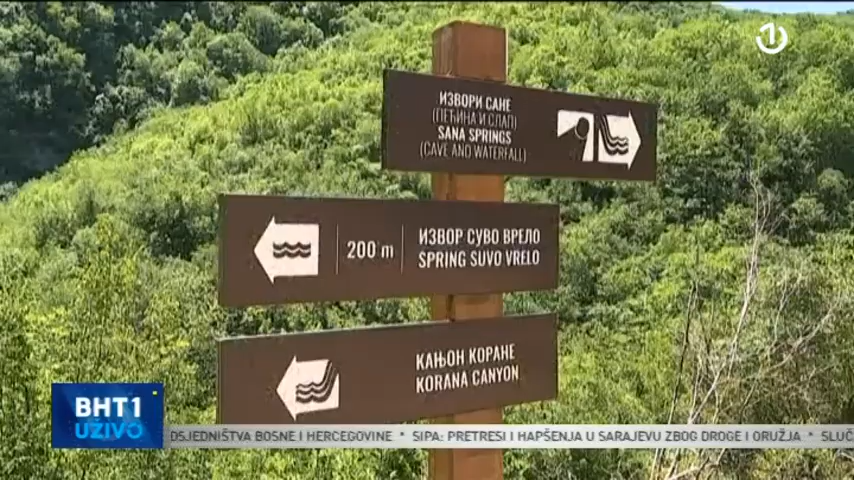 ИЗВОРИ САНЕ
(ПЕЋИНА И СЛАП)
SANA SPRINGS
(CAVE AND WATERFALL)
200 m
ИЗВОР СУВО ВРЕЛО
SPRING SUVO VRELO
КАЊОН КОРАНЕ
KORANA CANYON
BHT1
UŽIVO
DSJEDNIŠTVA BOSNE I HERCEGOVINE * SIPA: PRETRESI I HAPŠENJA U SARAJEVU ZBOG DROGE I ORUŽJA * SLUČ